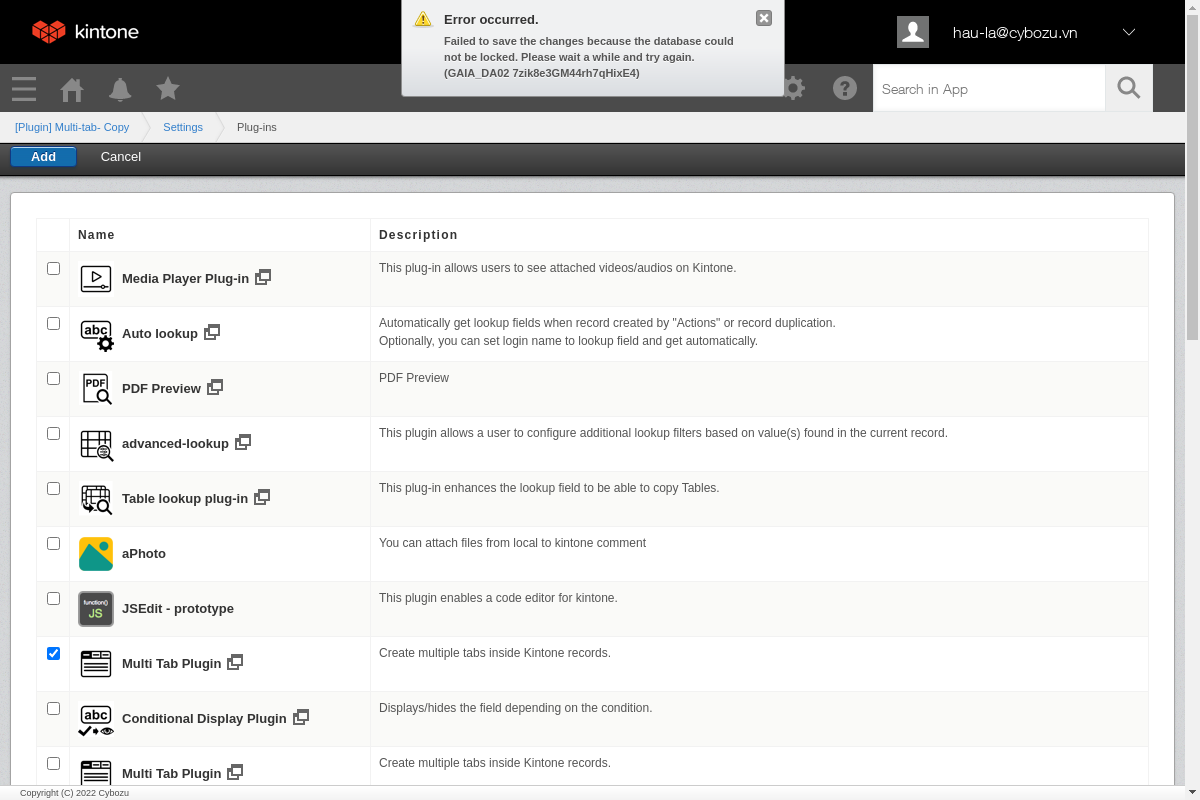 kintone
Error occurred.
Failed to save the changes because the database could
not be locked. Please wait a while and try again.
(GAIA_DA02 7zik8e3GM44rh7qHixE4)
hau-la@cybozu.vn
Search in App
[Plugin] Multi-tab- Copy
Settings
Plug-ins
Add
Cancel
Name
Description
Media Player Plug-in
This plug-in allows users to see attached videos/audios on Kintone.
abc
Auto lookup
Automatically get lookup fields when record created by "Actions" or record duplication.
Optionally, you can set login name to lookup field and get automatically.
PDF
PDF Preview
PDF Preview
advanced-lookup
This plugin allows a user to configure additional lookup filters based on value(s) found in the current record.
Table lookup plug-in
This plug-in enhances the lookup field to be able to copy Tables.
aPhoto
You can attach files from local to kintone comment
function()
JS
JSEdit - prototype
This plugin enables a code editor for kintone.
Multi Tab Plugin
Create multiple tabs inside Kintone records.
abc
Conditional Display Plugin
Displays/hides the field depending on the condition.
Multi Tab Plugin
Create multiple tabs inside Kintone records.
Copyright (C) 2022 Cybozu